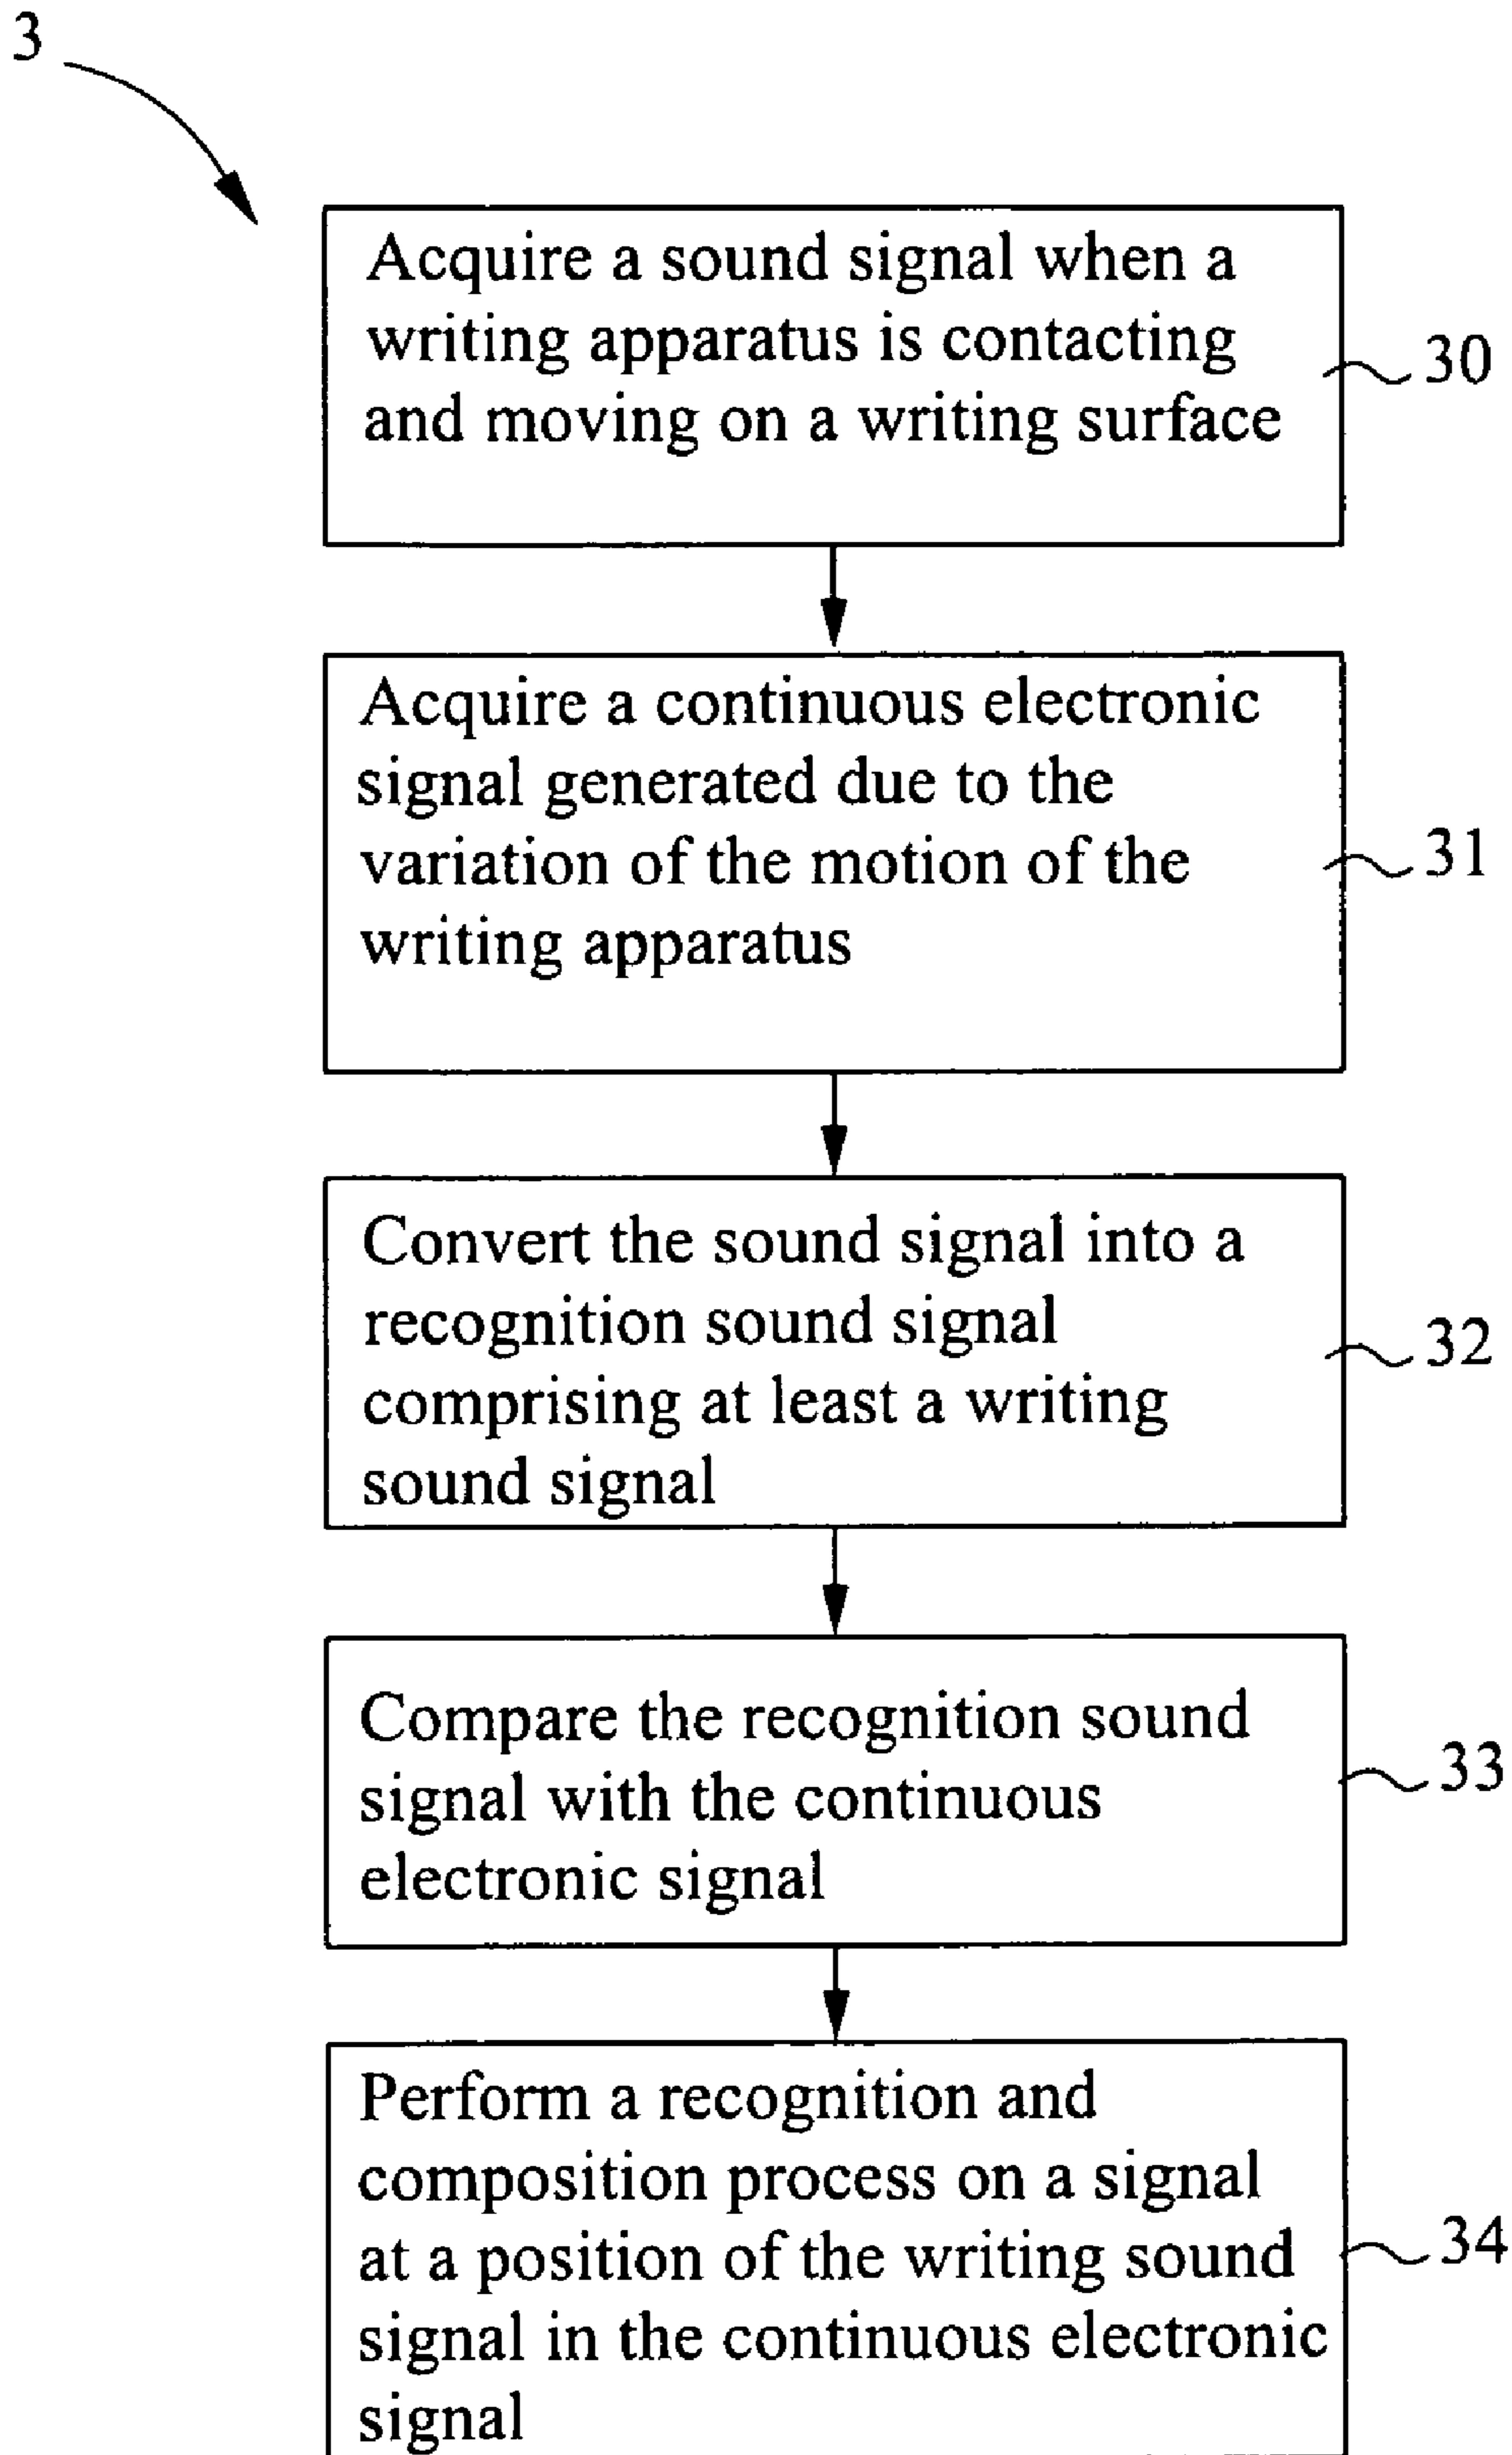 3
Acquire a sound signal when a
writing apparatus is contacting
and moving on a writing surface
30
Acquire a continuous electronic
signal generated due to the
variation of the motion of the
writing apparatus
31
Convert the sound signal into a
recognition sound signal
comprising at least a writing
sound signal
32
Compare the recognition sound
signal with the continuous
electronic signal
33
Perform a recognition and
composition process on a signal
at a position of the writing sound
signal in the continuous electronic
signal
34